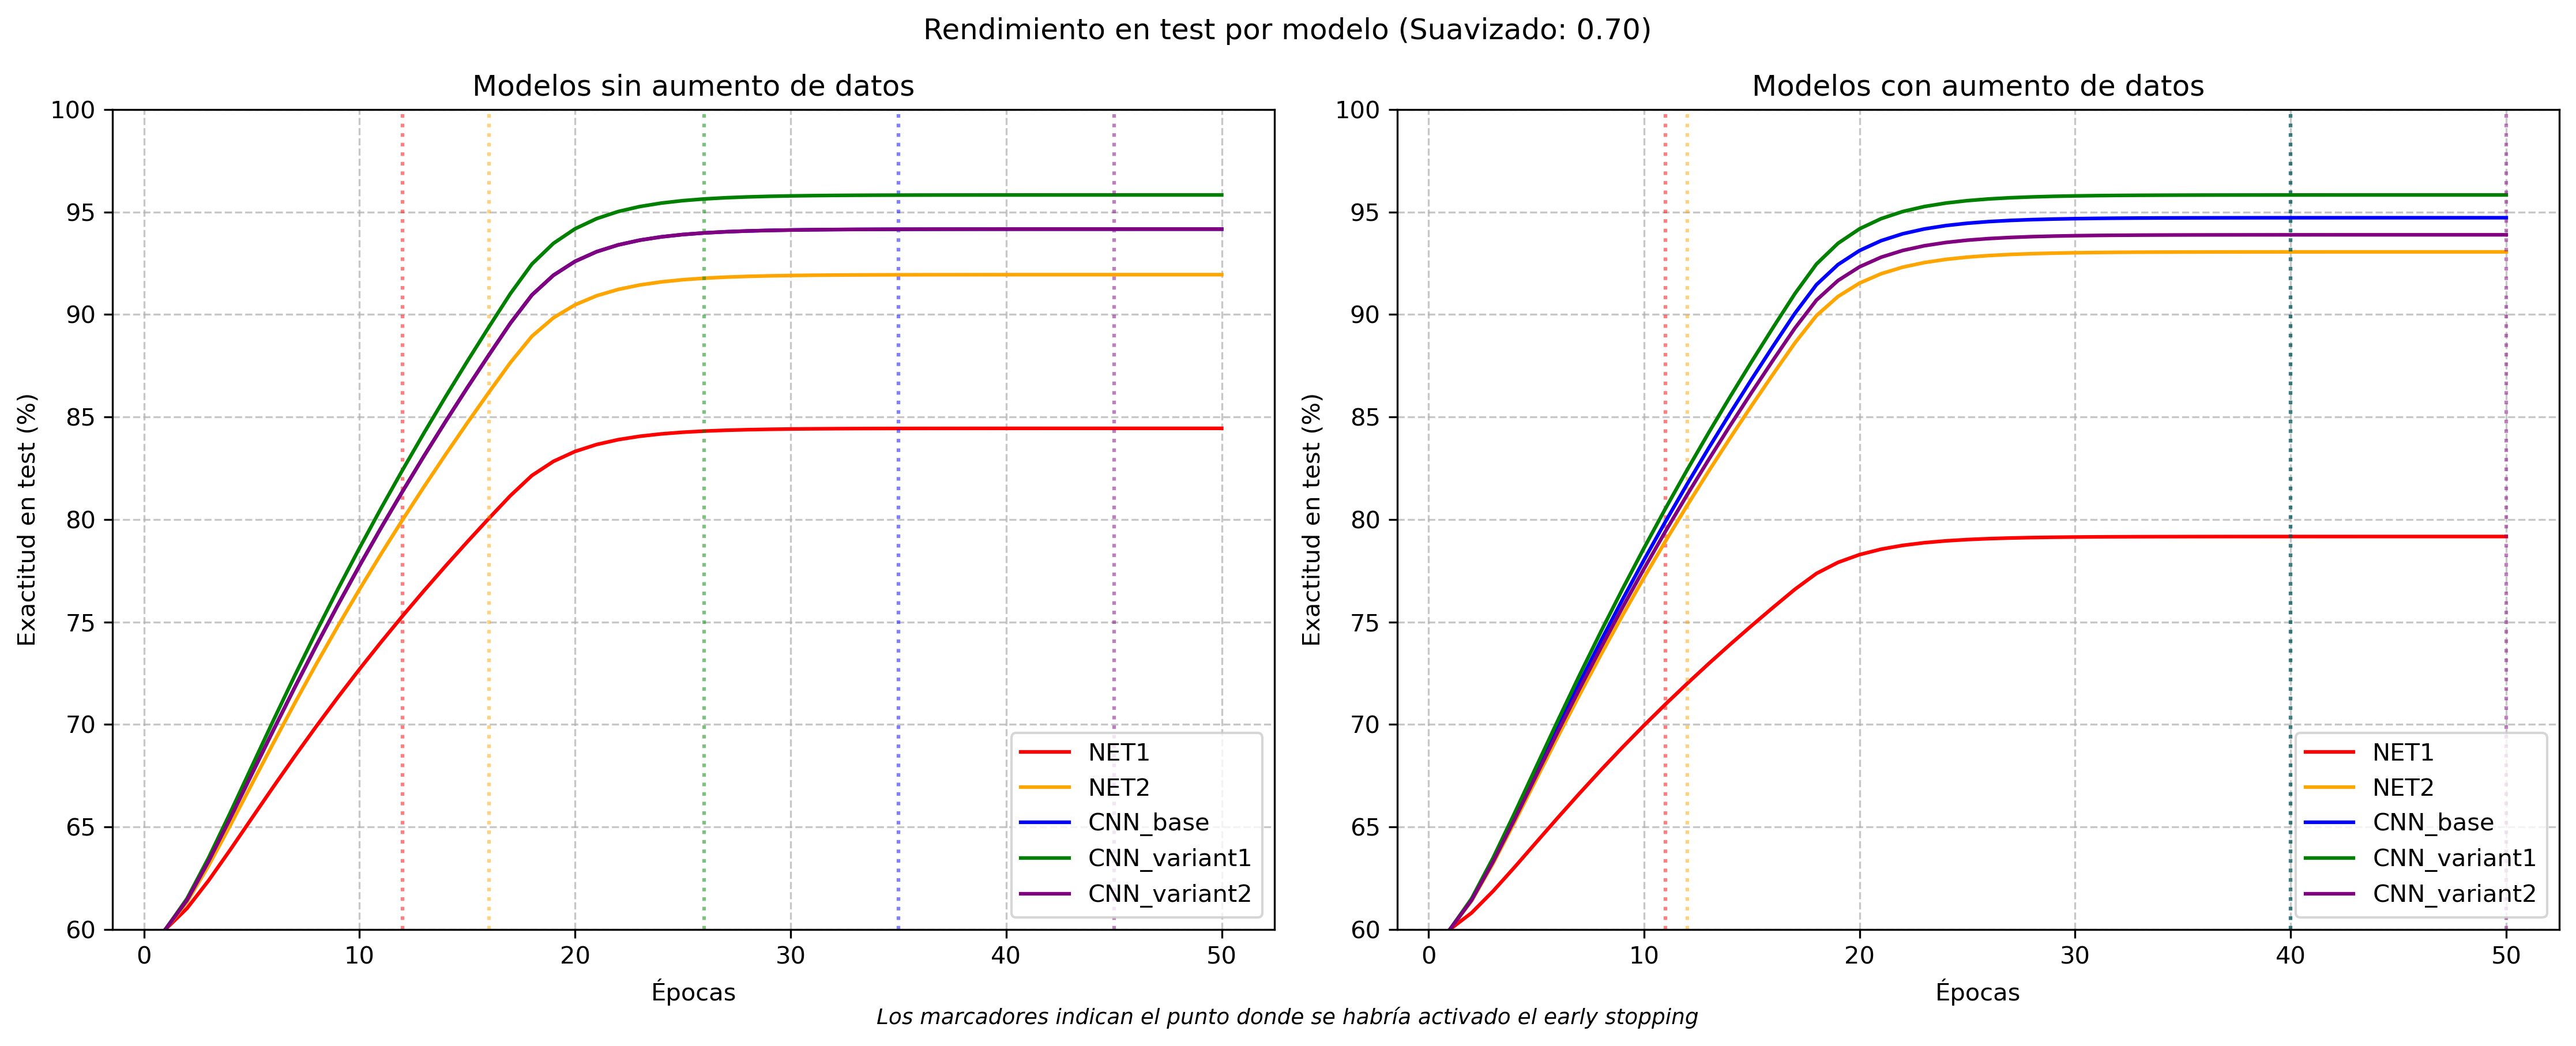 Rendimiento en test por modelo (Suavizado: 0.70)
Modelos sin aumento de datos
Exactitud en test (%)
100
95
90
85
80
75
70
65
60
0 10 20 30 40 50
Épocas
NET1
NET2
CNN_base
CNN_variant1
CNN_variant2
Modelos con aumento de datos
Exactitud en test (%)
100
95
90
85
80
75
70
65
60
0 10 20 30 40 50
Épocas
NET1
NET2
CNN_base
CNN_variant1
CNN_variant2
Los marcadores indican el punto donde se habría activado el early stopping